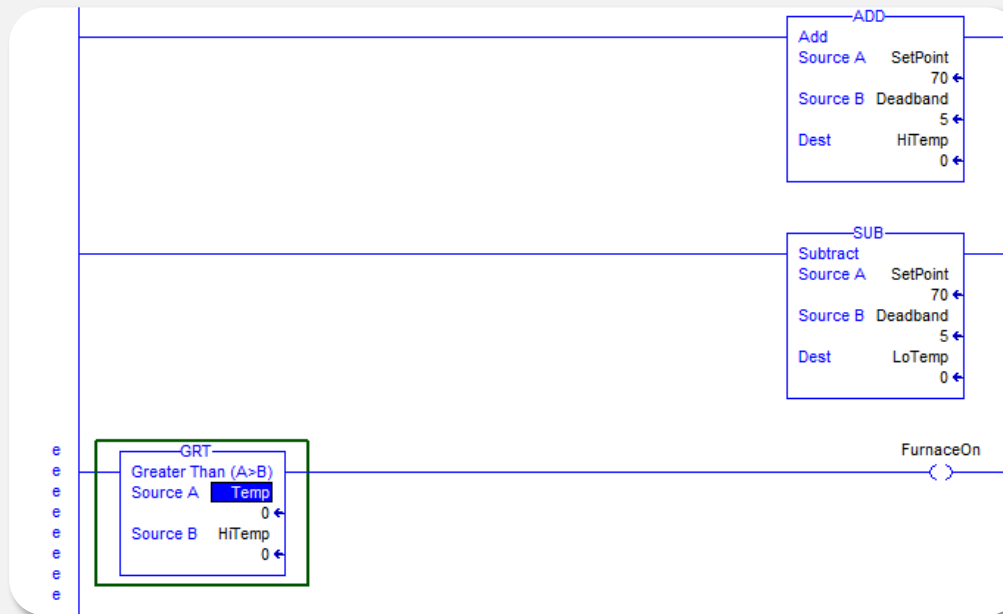 ADD
Add
Source A SetPoint
70
Source B Deadband
5
Dest HiTemp
0
SUB
Subtract
Source A SetPoint
70
Source B Deadband
5
Dest LoTemp
0
e
e
e
e
e
e
e
e
GRT
Greater Than (A>B)
Source A Temp
0
Source B HiTemp
0
FurnaceOn